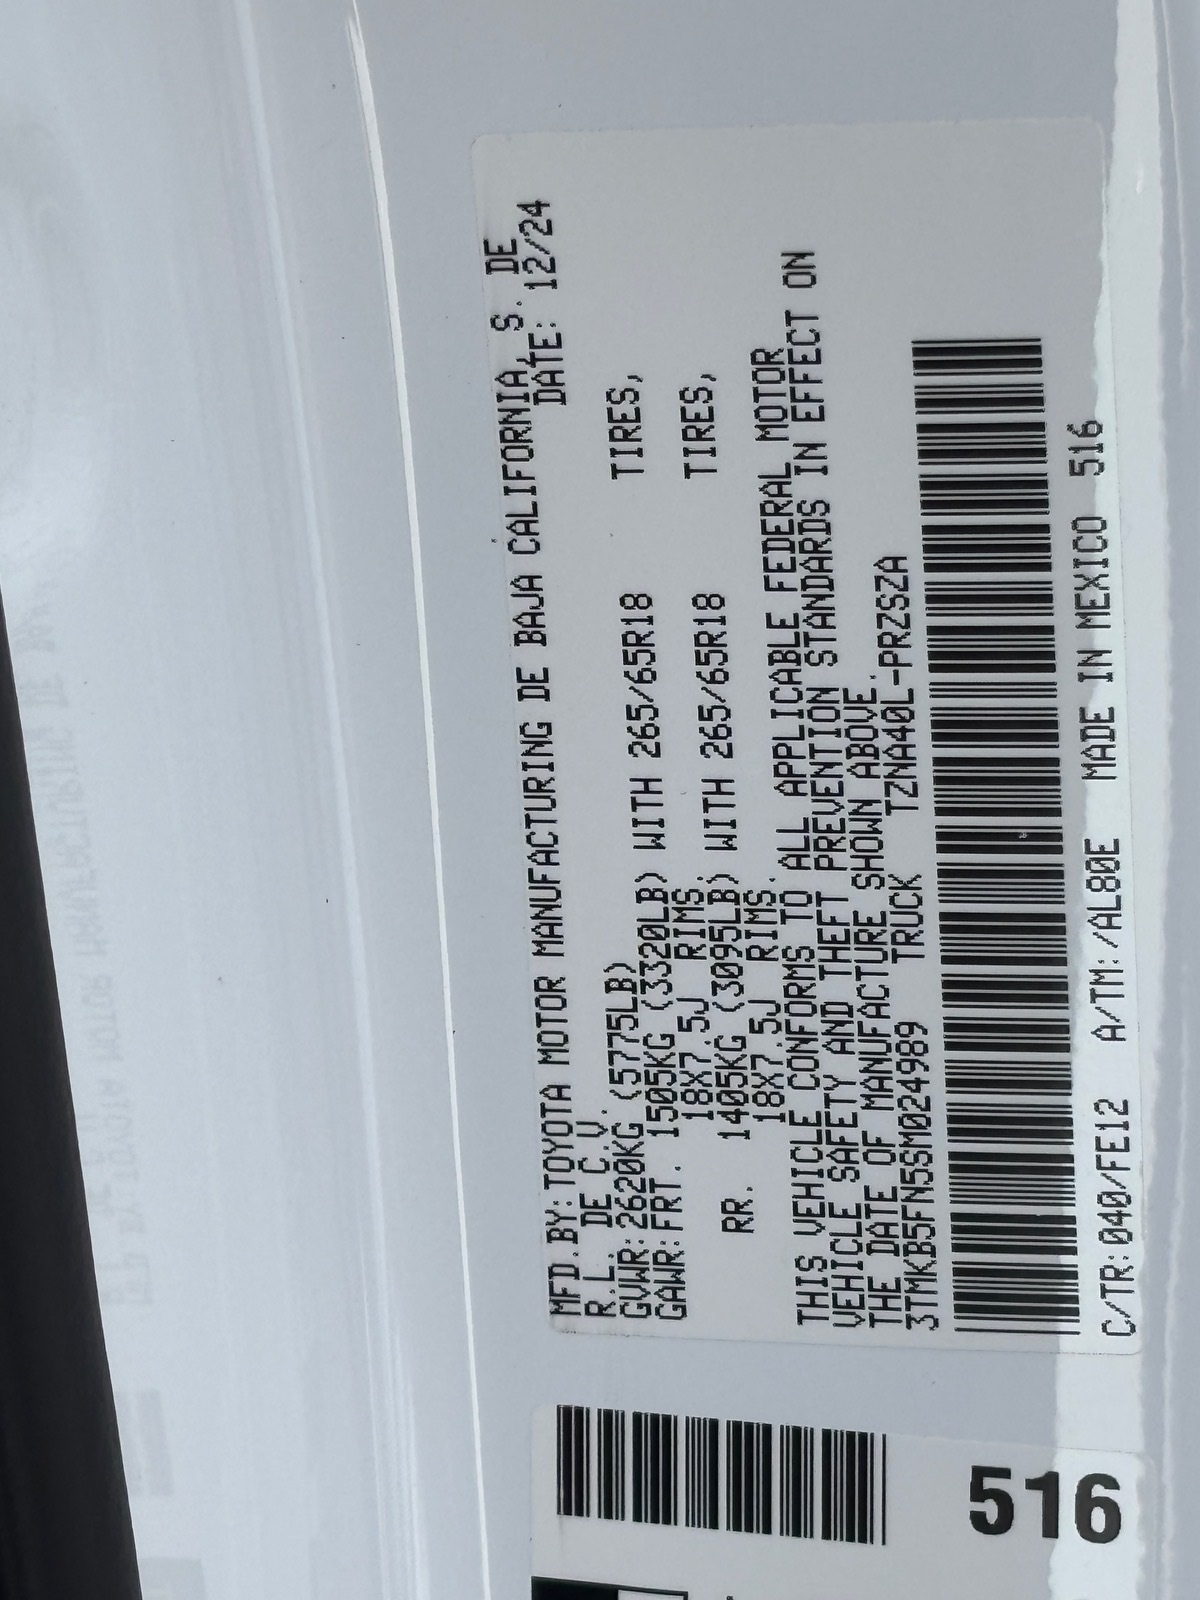 MFD.BY:TOYOTA MOTOR MANUFACTURING DE BAJA CALIFORNIA, S. DE
R.L. DE C.V. DATE: 12/24
GVWR:2620KG (5775LB)
GAWR:FRT. 1505KG (3320LB) WITH 265/65R18 TIRES,
18X7.5J RIMS.
RR. 1405KG (3095LB) WITH 265/65R18 TIRES,
18X7.5J RIMS.
THIS VEHICLE CONFORMS TO ALL APPLICABLE FEDERAL MOTOR
VEHICLE SAFETY AND THEFT PREVENTION STANDARDS IN EFFECT ON
THE DATE OF MANUFACTURE SHOWN ABOVE.
3TMKB5FN5SM024989 TRUCK TZNA40L-PRZSZA
C/TR:040/FE12 A/TM:/AL80E MADE IN MEXICO 516
516